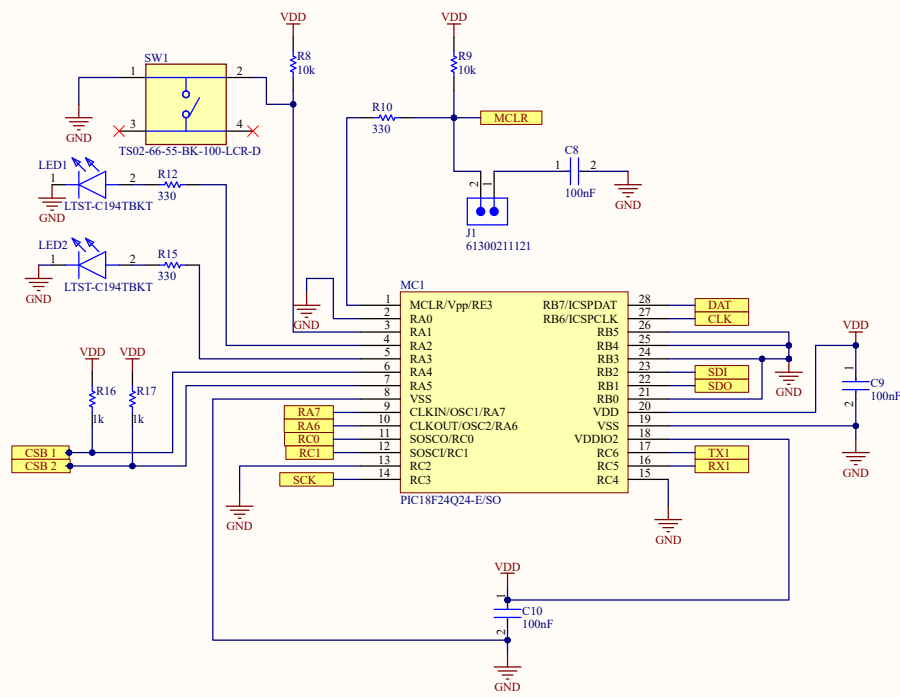 VDD
VDD
SW1
R8
10k
R9
10k
1
2
R10
330
MCLR
GND
3
4
TS02-66-55-BK-100-LCR-D
LED1
1
2
R12
330
GND
LTST-C194TBKT
C8
1
2
100nF
GND
2
1
J1
61300211121
LED2
1
2
R15
330
GND
LTST-C194TBKT
GND
MC1
1 MCLR/Vpp/RE3 RB7/ICSPDAT 28 DAT
2 RA0 RB6/ICSPCLK 27 CLK
3 RA1 RB5 26
4 RA2 RB4 25
5 RA3 RB3 24
6 RA4 RB2 23 SDI
7 RA5 RB1 22 SDO
8 VSS RB0 21
RA7 9 CLKIN/OSC1/RA7 VDD 20
RA6 10 CLKOUT/OSC2/RA6 VSS 19
RC0 11 SOSCO/RC0 VDDIO2 18
RC1 12 SOSCI/RC1 RC6 17 TX1
13 RC2 RC5 16 RX1
SCK 14 RC3 RC4 15
PIC18F24Q24-E/SO
VDD
VDD
R16
1k
R17
1k
CSB 1
CSB 2
GND
GND
VDD
1
C9
100nF
2
GND
GND
VDD
1
C10
100nF
2
GND